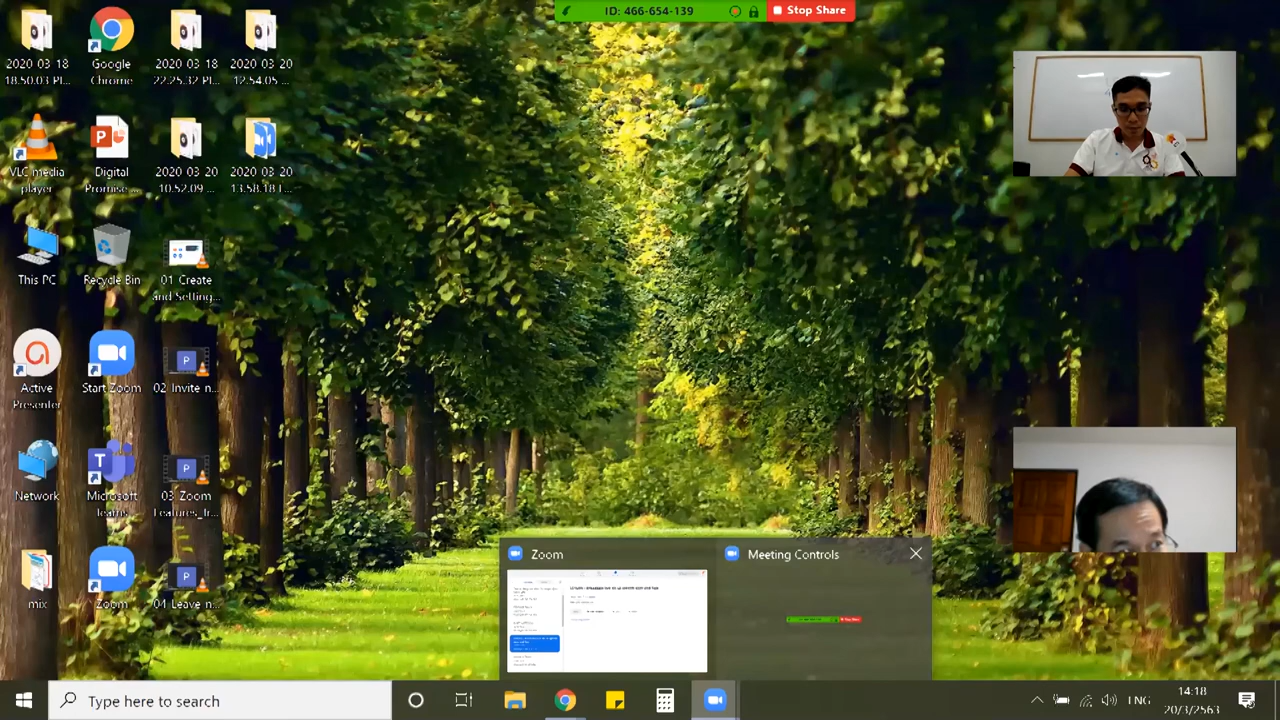 ID: 466-654-139
Stop Share
2020-03-18
18.50.03 Pl...
Google
Chrome
2020-03-18
22.25.32 Pl...
2020-03-20
12.54.05 ...
VLC media
player
Digital
Promise ...
2020-03-20
10.52.09 ...
2020-03-20
13.58.18 ...
This PC
Recycle Bin
01 Create
and Setting...
Active
Presenter
Start Zoom
02 Invite n...
Network
Microsoft
Teams
03 Zoom
Features_Ir...
mix
Zoom
04 Leave n...
Zoom
Meeting Controls
Type here to search
ENG
14:18
20/3/2563